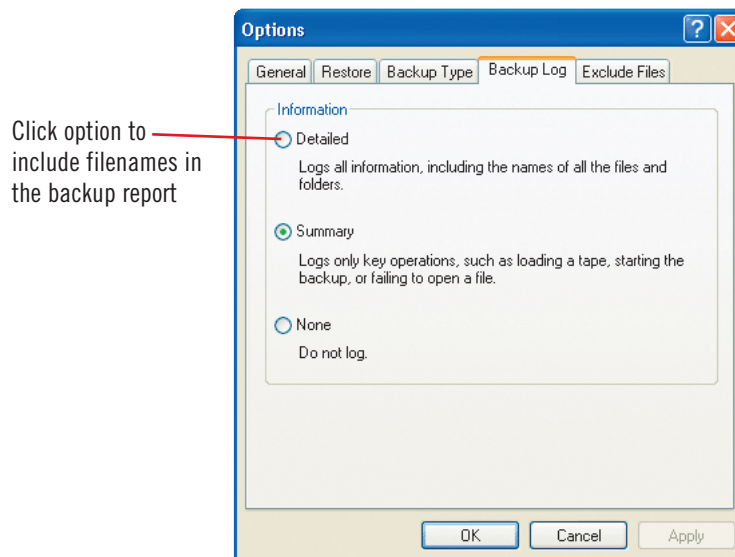 Options
General Restore Backup Type Backup Log Exclude Files
Information
Click option to
include filenames in
the backup report
Detailed
Logs all information, including the names of all the files and
folders.
Summary
Logs only key operations, such as loading a tape, starting the
backup, or failing to open a file.
None
Do not log.
OK Cancel Apply